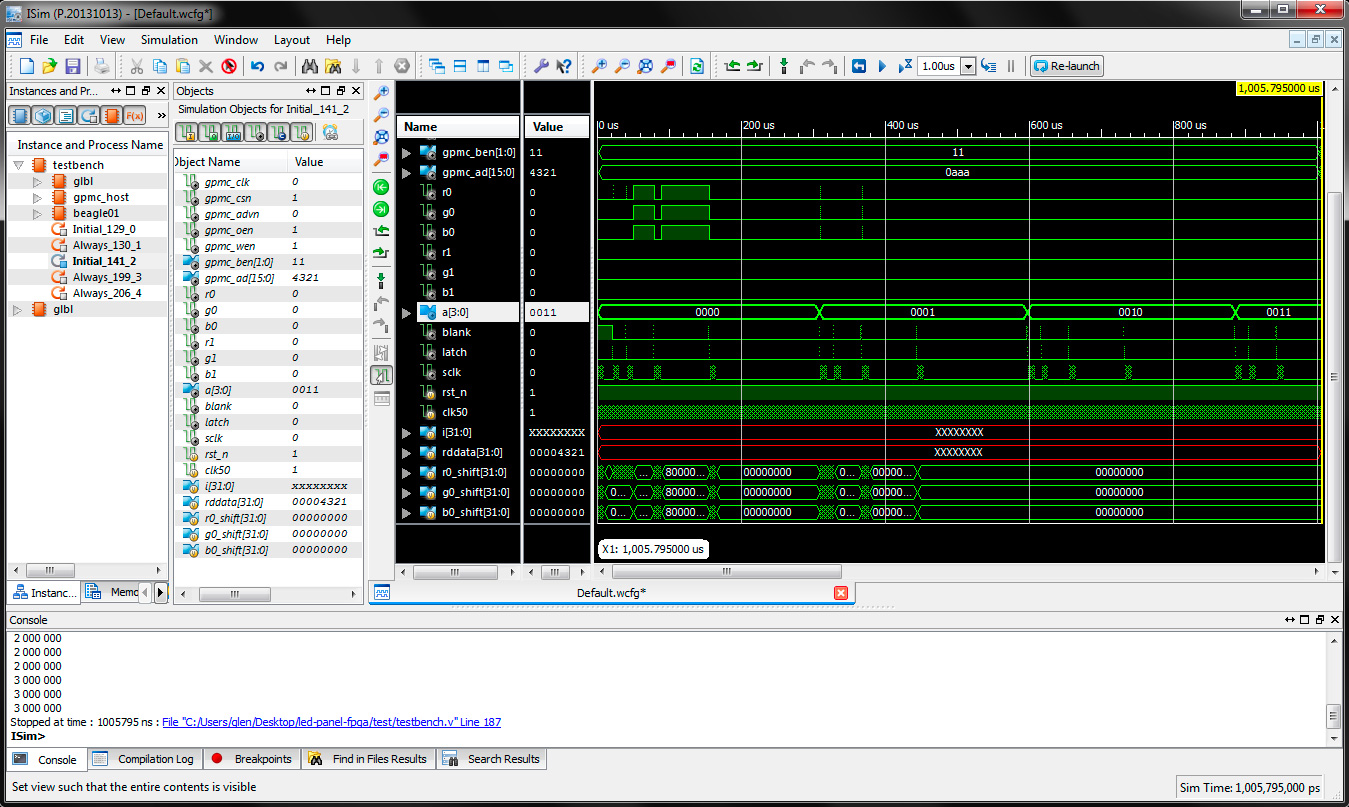 ISim (P.20131013) - [Default.wcfg*]
File Edit View Simulation Window Layout Help
1.00us Re-launch
Instances and Pr...
Instance and Process Name
testbench
glbl
gpmc_host
beagle01
Initial_129_0
Always_130_1
Initial_141_2
Always_199_3
Always_206_4
glbl
Instanc... Memo
Objects
Simulation Objects for Initial_141_2
Object Name Value
gpmc_clk 0
gpmc_csn 1
gpmc_advn 0
gpmc_oen 1
gpmc_wen 1
gpmc_ben[1:0] 11
gpmc_ad[15:0] 4321
r0 0
g0 0
b0 0
r1 0
g1 0
b1 0
a[3:0] 0011
blank 0
latch 0
sclk 0
rst_n 1
clk50 1
i[31:0] xxxxxxxx
rddata[31:0] 00004321
r0_shift[31:0] 00000000
g0_shift[31:0] 00000000
b0_shift[31:0] 00000000
1,005.795000 us
Name Value 0 us 200 us 400 us 600 us 800 us
gpmc_ben[1:0] 11 11
gpmc_ad[15:0] 4321 0aaa
r0 0
g0 0
b0 0
r1 0
g1 0
b1 0
a[3:0] 0011 0000 0001 0010 0011
blank 0
latch 0
sclk 0
rst_n 1
clk50 1
i[31:0] XXXXXXXX XXXXXXXX
rddata[31:0] 00004321 XXXXXXXX
r0_shift[31:0] 00000000 ... 80000... 00000000 0... 00000... 00000000
g0_shift[31:0] 00000000 0... ... 80000... 00000000 0... 00000... 00000000
b0_shift[31:0] 00000000 0... ... 80000... 00000000 0... 00000... 00000000
X1: 1,005.795000 us
Default.wcfg*
Console
2 000 000
2 000 000
2 000 000
3 000 000
3 000 000
3 000 000
Stopped at time : 1005795 ns : File "C:/Users/glen/Desktop/led-panel-fpga/test/testbench.v" Line 187
ISim>
Console Compilation Log Breakpoints Find in Files Results Search Results
Set view such that the entire contents is visible Sim Time: 1,005,795,000 ps